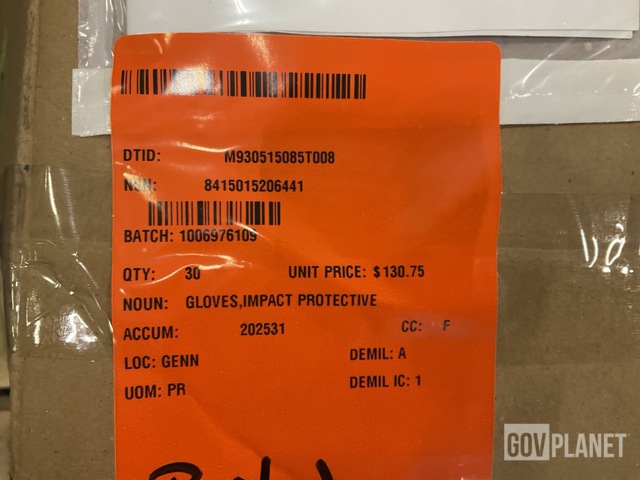 DTID: M930515085T008
NSN: 8415015206441
BATCH: 1006976109
QTY: 30 UNIT PRICE: $130.75
NOUN: GLOVES,IMPACT PROTECTIVE
ACCUM: 202531 CC: F
LOC: GENN DEMIL: A
UOM: PR DEMIL IC: 1
GOVPLANET